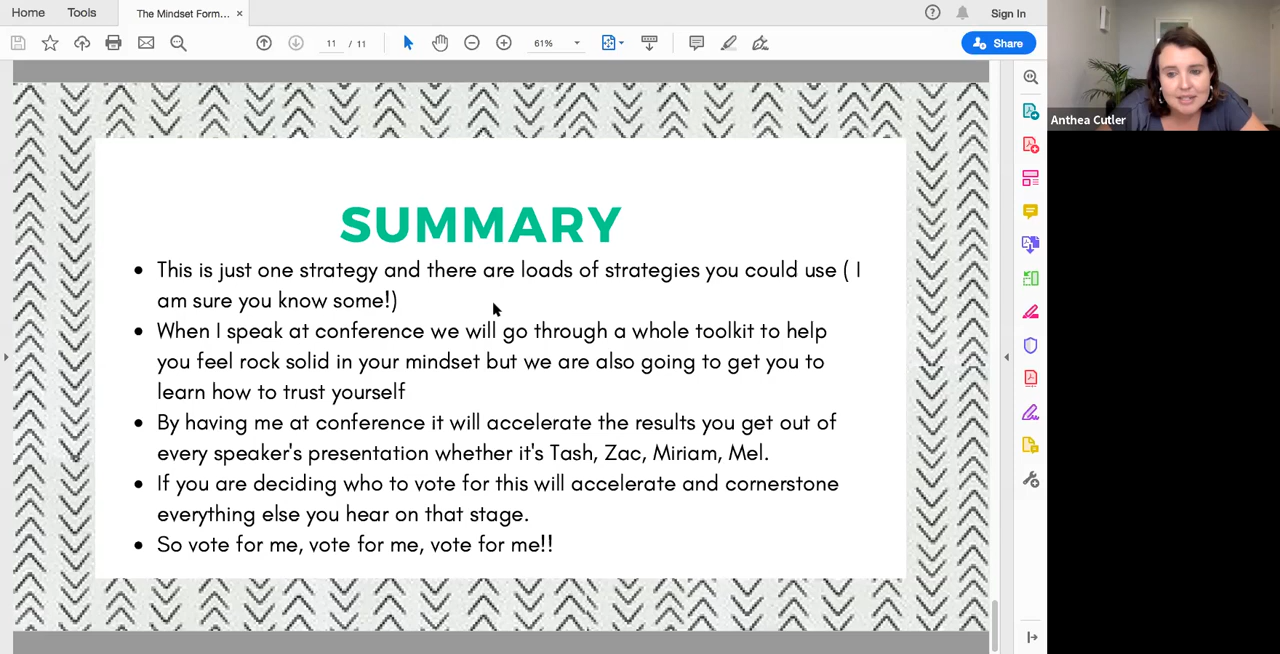 Home Tools The Mindset Form... × Sign In
11 / 11 61% Share
Anthea Cutler
SUMMARY
• This is just one strategy and there are loads of strategies you could use ( I
am sure you know some!)
• When I speak at conference we will go through a whole toolkit to help
you feel rock solid in your mindset but we are also going to get you to
learn how to trust yourself
• By having me at conference it will accelerate the results you get out of
every speaker's presentation whether it's Tash, Zac, Miriam, Mel.
• If you are deciding who to vote for this will accelerate and cornerstone
everything else you hear on that stage.
• So vote for me, vote for me, vote for me!!